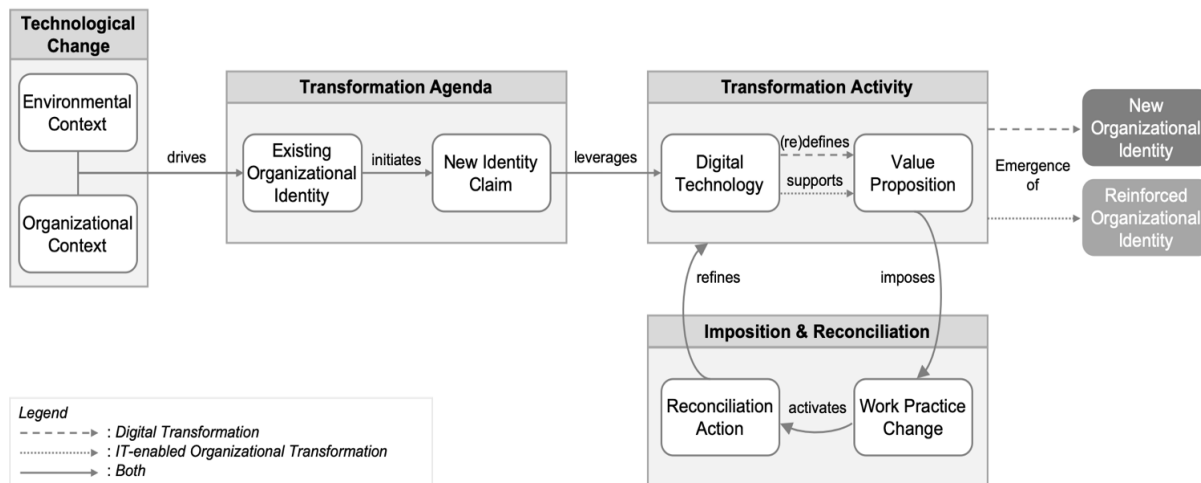 Technological
Change
Environmental
Context
Organizational
Context
drives
Transformation Agenda
Existing
Organizational
Identity
initiates
New Identity
Claim
leverages
Transformation Activity
Digital
Technology
(re)defines
supports
Value
Proposition
Emergence
of
New
Organizational
Identity
Reinforced
Organizational
Identity
refines
imposes
Imposition & Reconciliation
Reconciliation
Action
activates
Work Practice
Change
Legend
: Digital Transformation
: IT-enabled Organizational Transformation
: Both